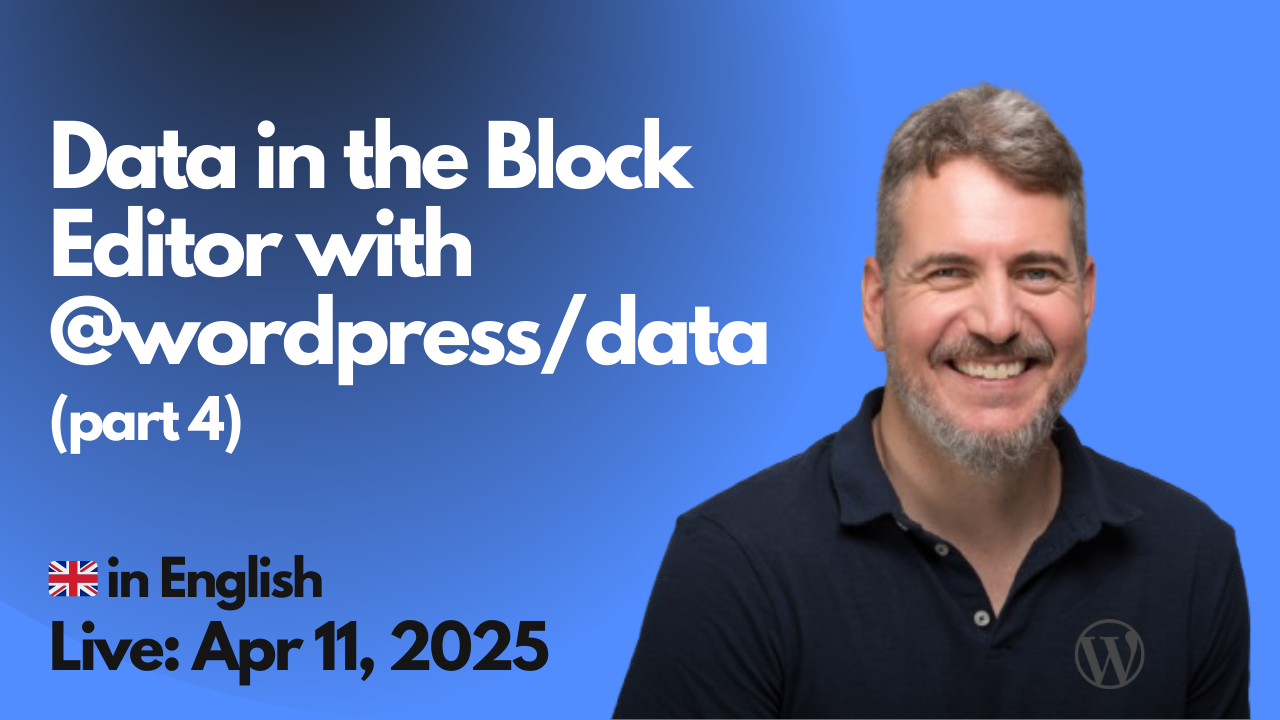 Data in the Block
Editor with
@wordpress/data
(part 4)
in English
Live: Apr 11, 2025